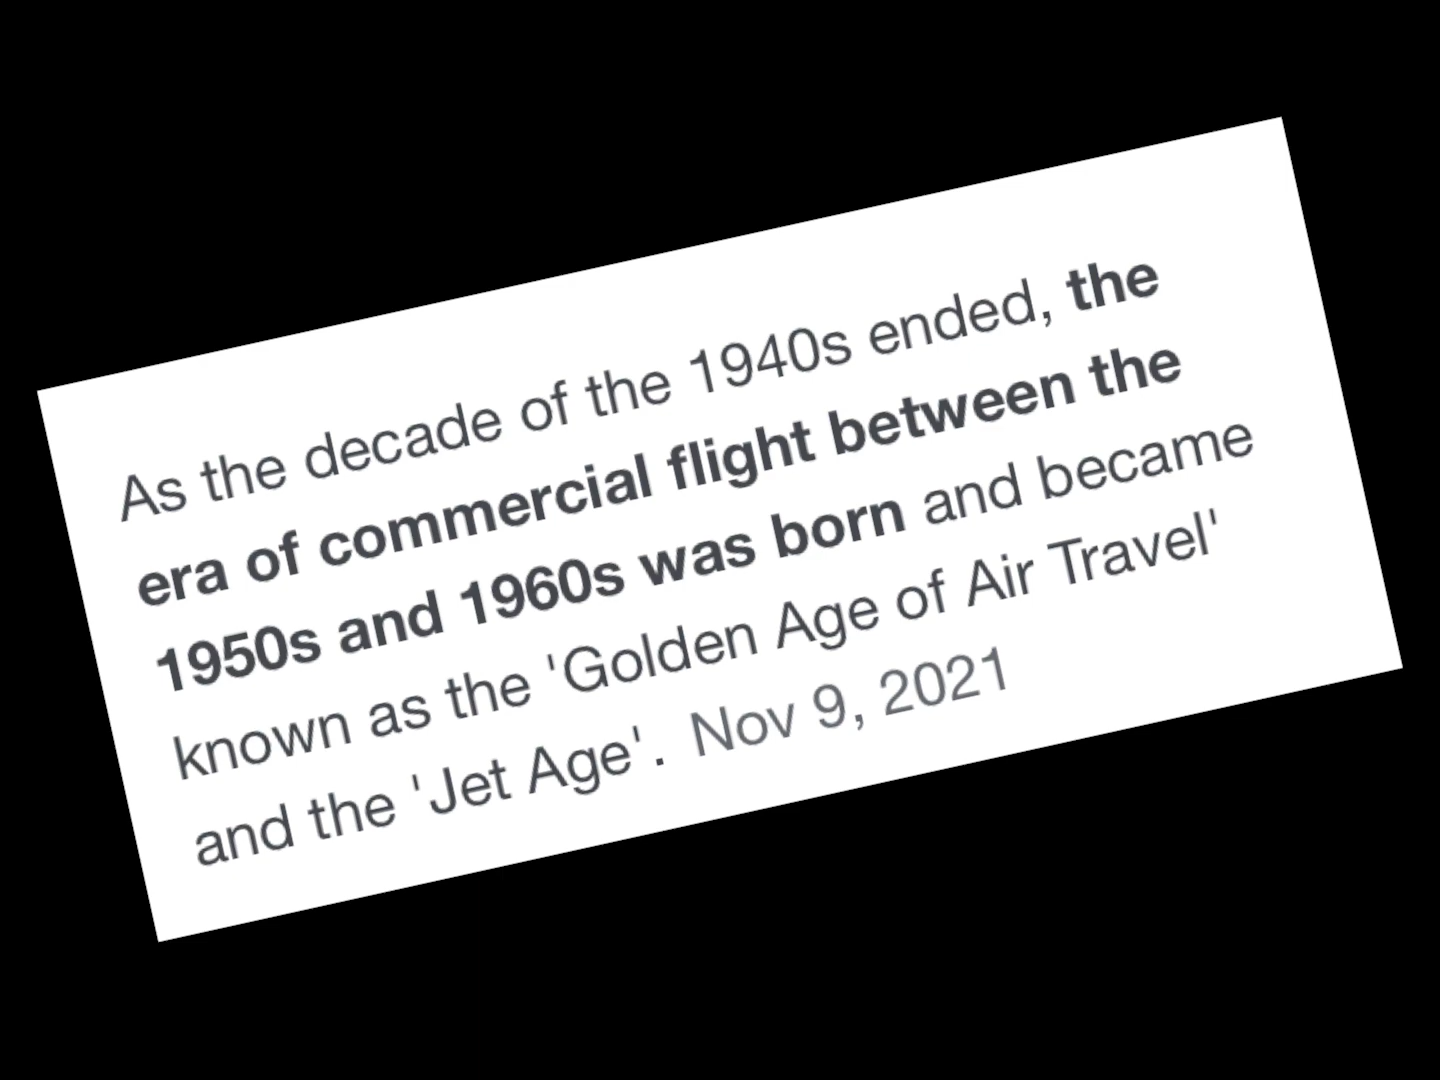 As the decade of the 1940s ended, the
era of commercial flight between the
1950s and 1960s was born and became
known as the 'Golden Age of Air Travel'
and the 'Jet Age'. Nov 9, 2021